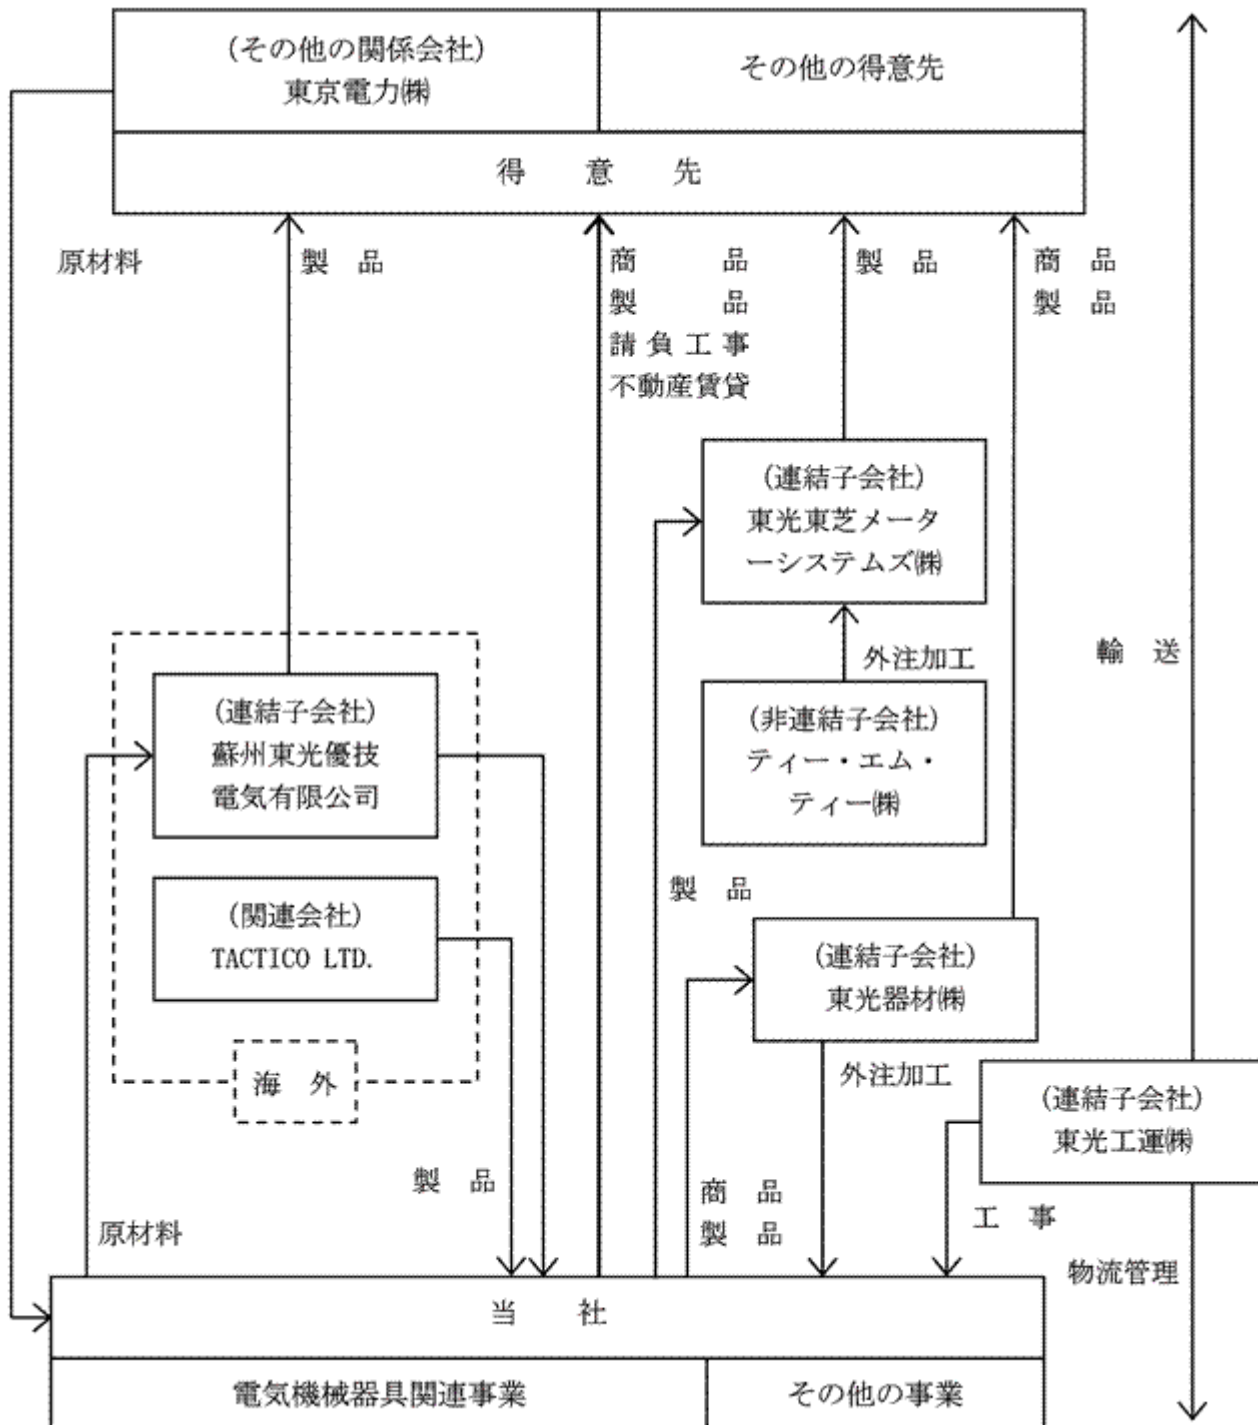 (その他の関係会社)
東京電力㈱
その他の得意先
得 意 先
原材料
製 品
商 品
製 品
請負工事
不動産賃貸
製 品
商 品
製 品
(連結子会社)
東光東芝メータ
ーシステムズ㈱
外注加工
輸 送
(連結子会社)
蘇州東光優技
電気有限公司
(非連結子会社)
ティー・エム・
ティー㈱
製 品
(関連会社)
TACTICO LTD.
(連結子会社)
東光器材㈱
海 外
外注加工
(連結子会社)
東光工運㈱
製 品
商 品
製 品
原材料
工 事
物流管理
当 社
電気機械器具関連事業
その他の事業